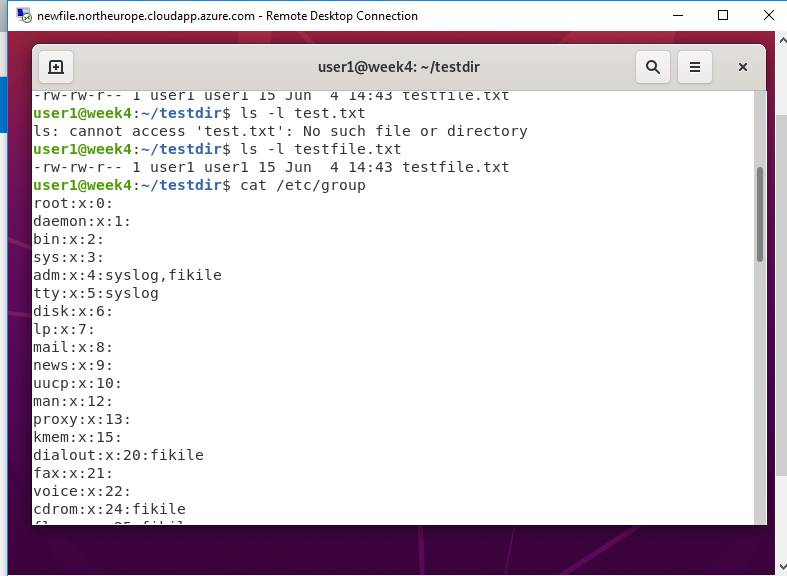 newfile.northeurope.cloudapp.azure.com - Remote Desktop Connection
user1@week4: ~/testdir
-rw-rw-r-- 1 user1 user1 15 Jun  4 14:43 testfile.txt
user1@week4:~/testdir$ ls -l test.txt
ls: cannot access 'test.txt': No such file or directory
user1@week4:~/testdir$ ls -l testfile.txt
-rw-rw-r-- 1 user1 user1 15 Jun  4 14:43 testfile.txt
user1@week4:~/testdir$ cat /etc/group
root:x:0:
daemon:x:1:
bin:x:2:
sys:x:3:
adm:x:4:syslog,fikile
tty:x:5:syslog
disk:x:6:
lp:x:7:
mail:x:8:
news:x:9:
uucp:x:10:
man:x:12:
proxy:x:13:
kmem:x:15:
dialout:x:20:fikile
fax:x:21:
voice:x:22:
cdrom:x:24:fikile